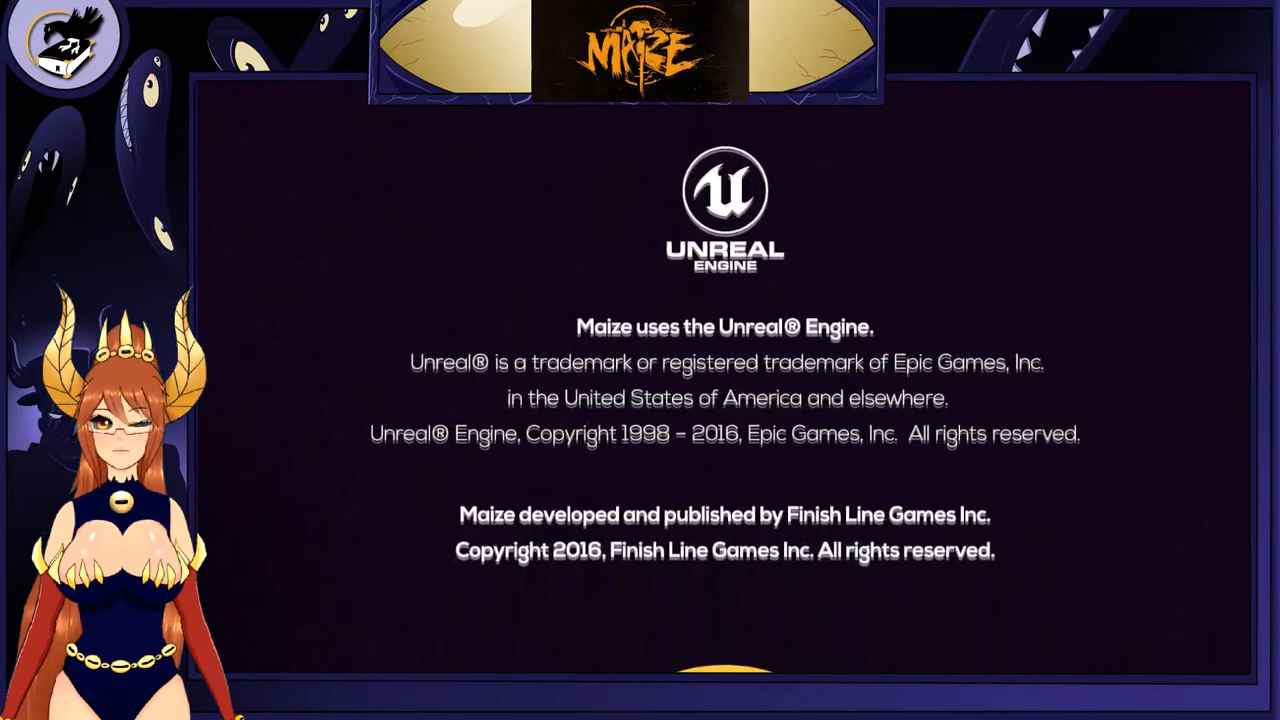 MAIZE
UNREAL
ENGINE
Maize uses the Unreal® Engine.
Unreal® is a trademark or registered trademark of Epic Games, Inc.
in the United States of America and elsewhere.
Unreal® Engine, Copyright 1998 – 2016, Epic Games, Inc. All rights reserved.
Maize developed and published by Finish Line Games Inc.
Copyright 2016, Finish Line Games Inc. All rights reserved.